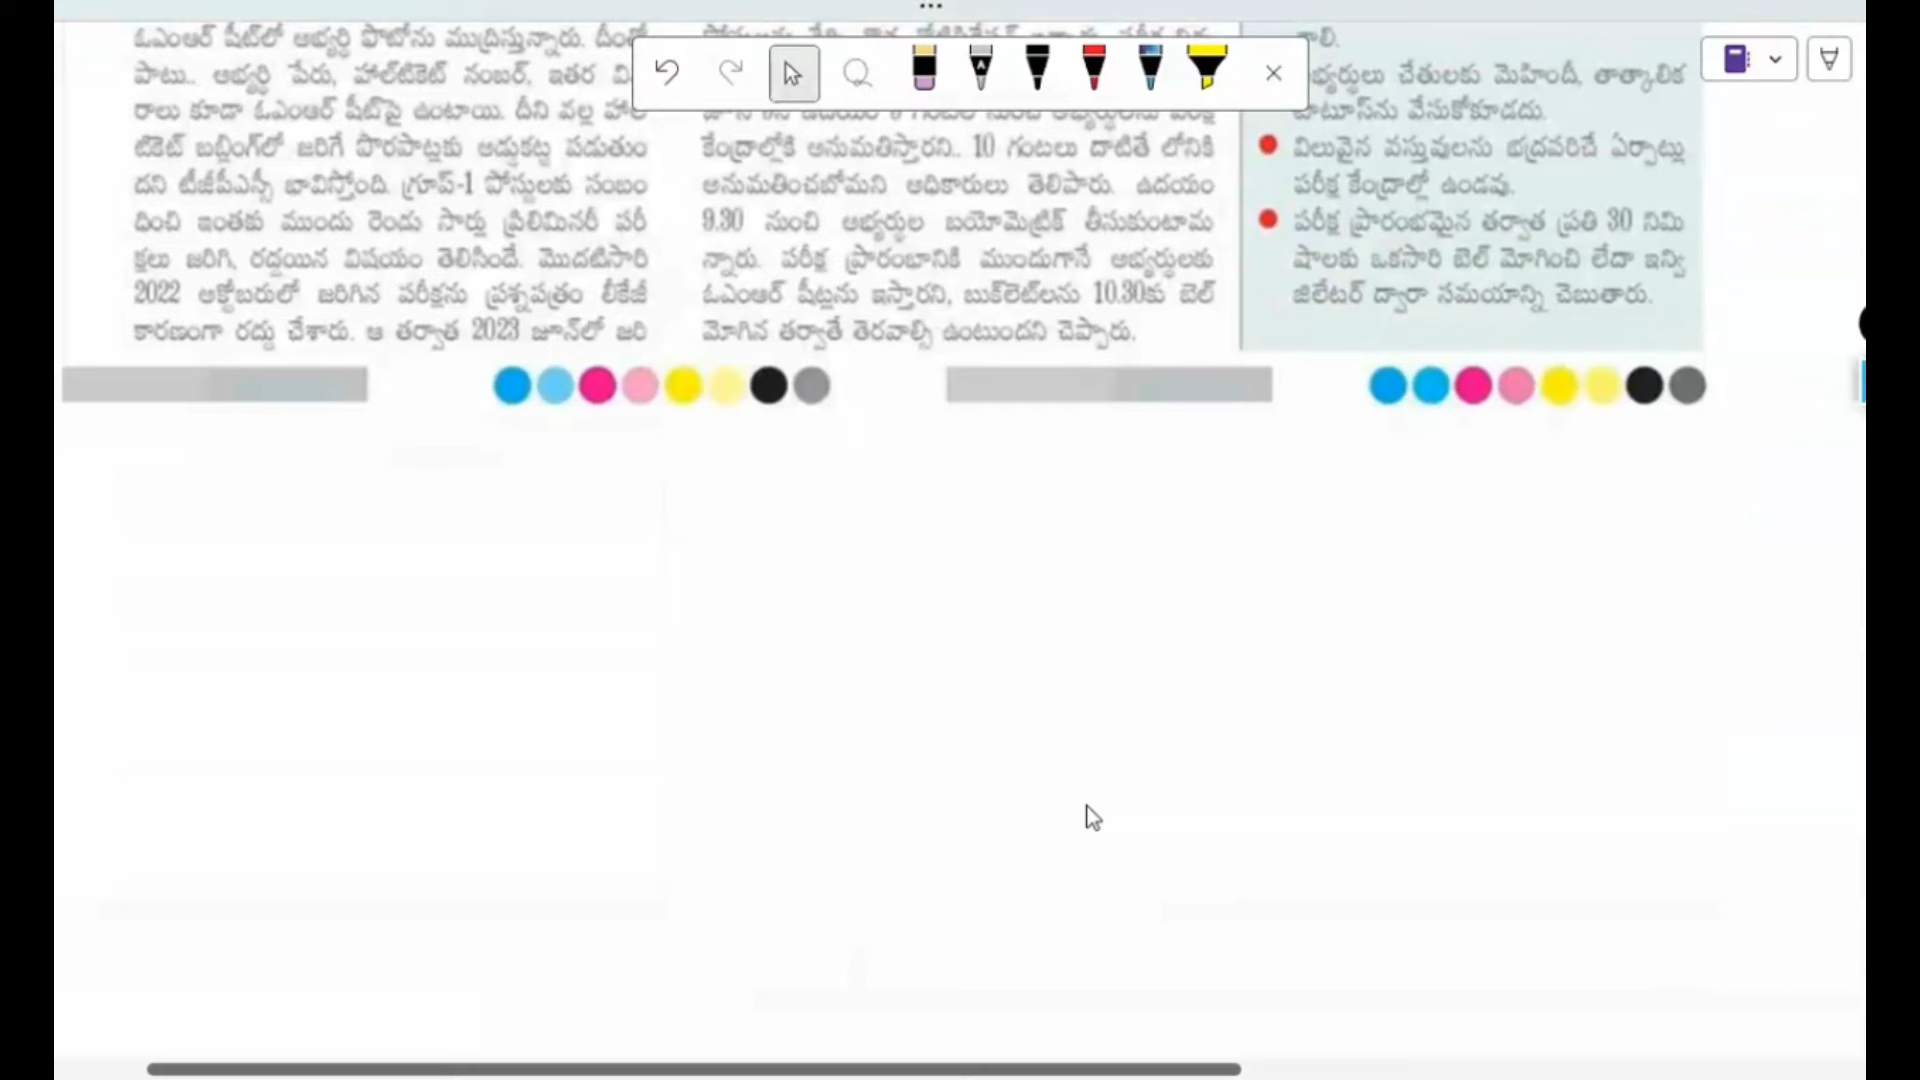 ఓఎంఆర్ షీట్‌లో అభ్యర్థి ఫొటోను ముద్రిస్తున్నారు. దీంతో
పాటు.. అభ్యర్థి పేరు, హాల్‌టికెట్ నంబర్, ఇతర వి
రాలు కూడా ఓఎంఆర్ షీట్‌పై ఉంటాయి. దీని వల్ల హాల్
టికెట్ బబ్లింగ్‌లో జరిగే పొరపాట్లకు అడ్డుకట్ట పడుతుం
దని టీజీపీఎస్సీ భావిస్తోంది. గ్రూప్-1 పోస్టులకు సంబం
ధించి ఇంతకు ముందు రెండు సార్లు ప్రిలిమినరీ పరీ
క్షలు జరిగి, రద్దయిన విషయం తెలిసిందే. మొదటిసారి
2022 అక్టోబరులో జరిగిన పరీక్షను ప్రశ్నపత్రం లీకేజీ
కారణంగా రద్దు చేశారు. ఆ తర్వాత 2023 జూన్‌లో జరి
కేంద్రాల్లోకి అనుమతిస్తారని.. 10 గంటలు దాటితే లోనికి
అనుమతించబోమని అధికారులు తెలిపారు. ఉదయం
9.30 నుంచి అభ్యర్థుల బయోమెట్రిక్ తీసుకుంటామ
న్నారు. పరీక్ష ప్రారంభానికి ముందుగానే అభ్యర్థులకు
ఓఎంఆర్ షీట్లను ఇస్తారని, బుక్‌లెట్‌లను 10.30కు బెల్
మోగిన తర్వాతే తెరవాల్సి ఉంటుందని చెప్పారు.
చేతులకు మెహిందీ, తాత్కాలిక
వేసుకోకూడదు.
విలువైన వస్తువులను భద్రపరిచే ఏర్పాట్లు
పరీక్ష కేంద్రాల్లో ఉండవు.
పరీక్ష ప్రారంభమైన తర్వాత ప్రతి 30 నిమి
షాలకు ఒకసారి బెల్ మోగించి లేదా ఇన్వి
జిలేటర్ ద్వారా సమయాన్ని చెబుతారు.